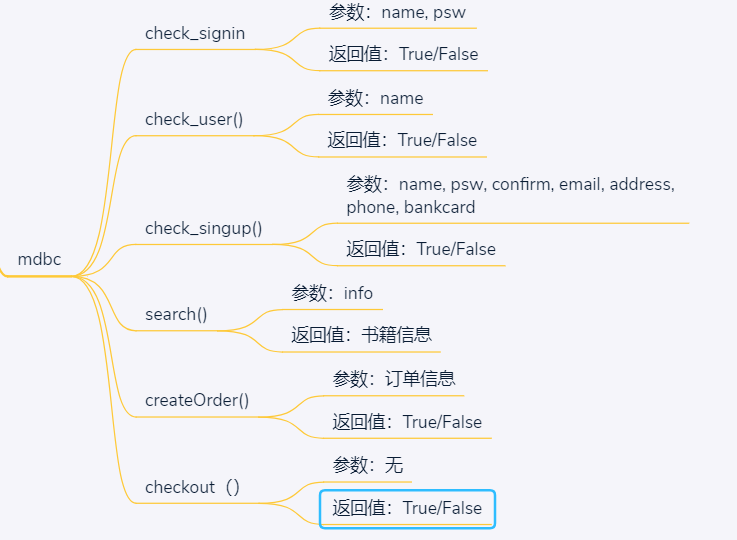 mdbc
check_signin
参数：name, psw
返回值：True/False
check_user()
参数：name
返回值：True/False
check_singup()
参数：name, psw, confirm, email, address,
phone, bankcard
返回值：True/False
search()
参数：info
返回值：书籍信息
createOrder()
参数：订单信息
返回值：True/False
checkout（）
参数：无
返回值：True/False